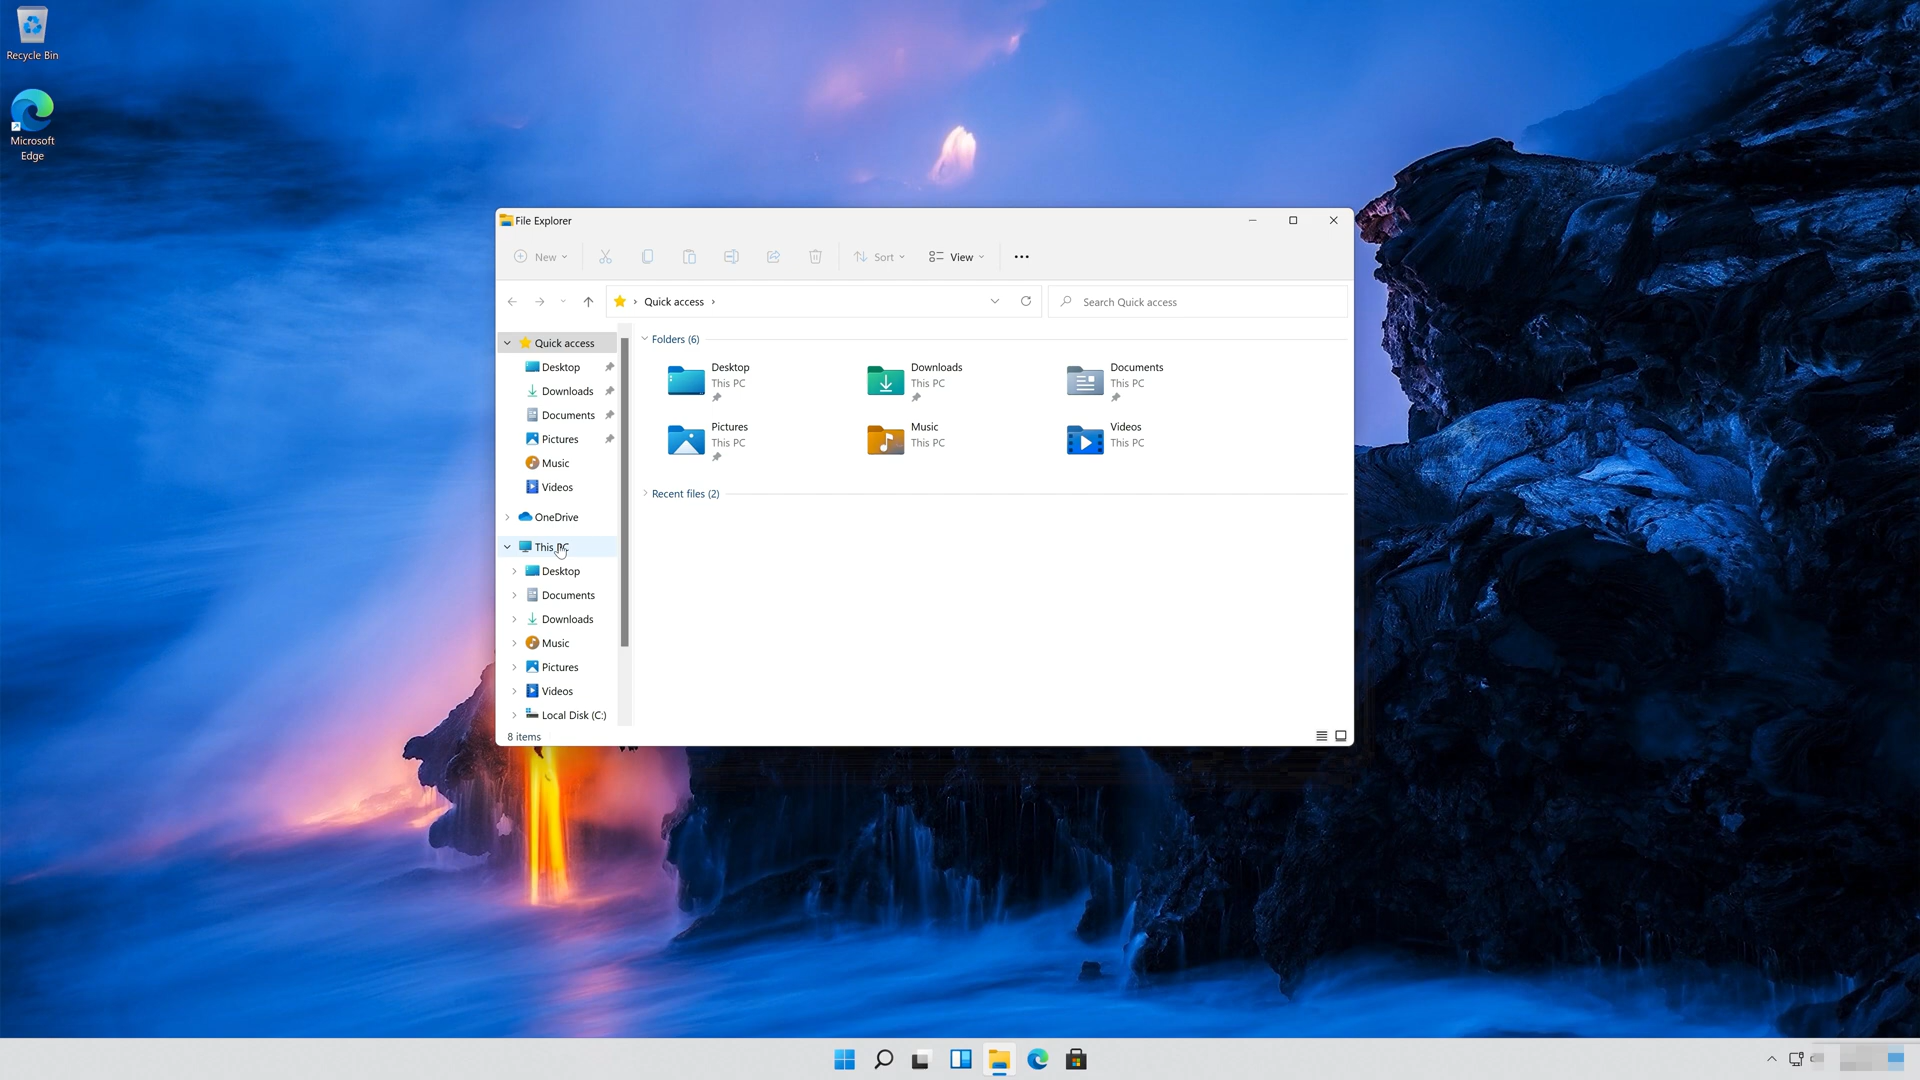 Recycle Bin
Microsoft
Edge
File Explorer
New
Sort
View
Quick access
Search Quick access
Quick access
Desktop
Downloads
Documents
Pictures
Music
Videos
OneDrive
This PC
Desktop
Documents
Downloads
Music
Pictures
Videos
Local Disk (C:)
Folders (6)
Desktop
This PC
Downloads
This PC
Documents
This PC
Pictures
This PC
Music
This PC
Videos
This PC
Recent files (2)
8 items